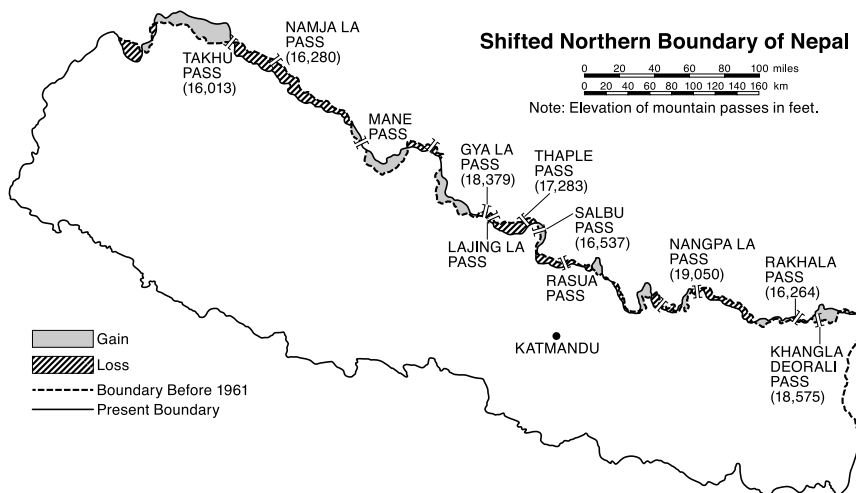 Shifted Northern Boundary of Nepal
0 20 40 60 80 100 miles
0 20 40 60 80 100 120 140 160 km
Note: Elevation of mountain passes in feet.
TAKHU
PASS
(16,013)
NAMJA LA
PASS
(16,280)
MANE
PASS
GYA LA
PASS
(18,379)
THAPLE
PASS
(17,283)
LAJING LA
PASS
SALBU
PASS
(16,537)
RASUA
PASS
NANGPA LA
PASS
(19,050)
RAKHALA
PASS
(16,264)
KHANGLA
DEORALI
PASS
(18,575)
KATMANDU
Gain
Loss
Boundary Before 1961
Present Boundary